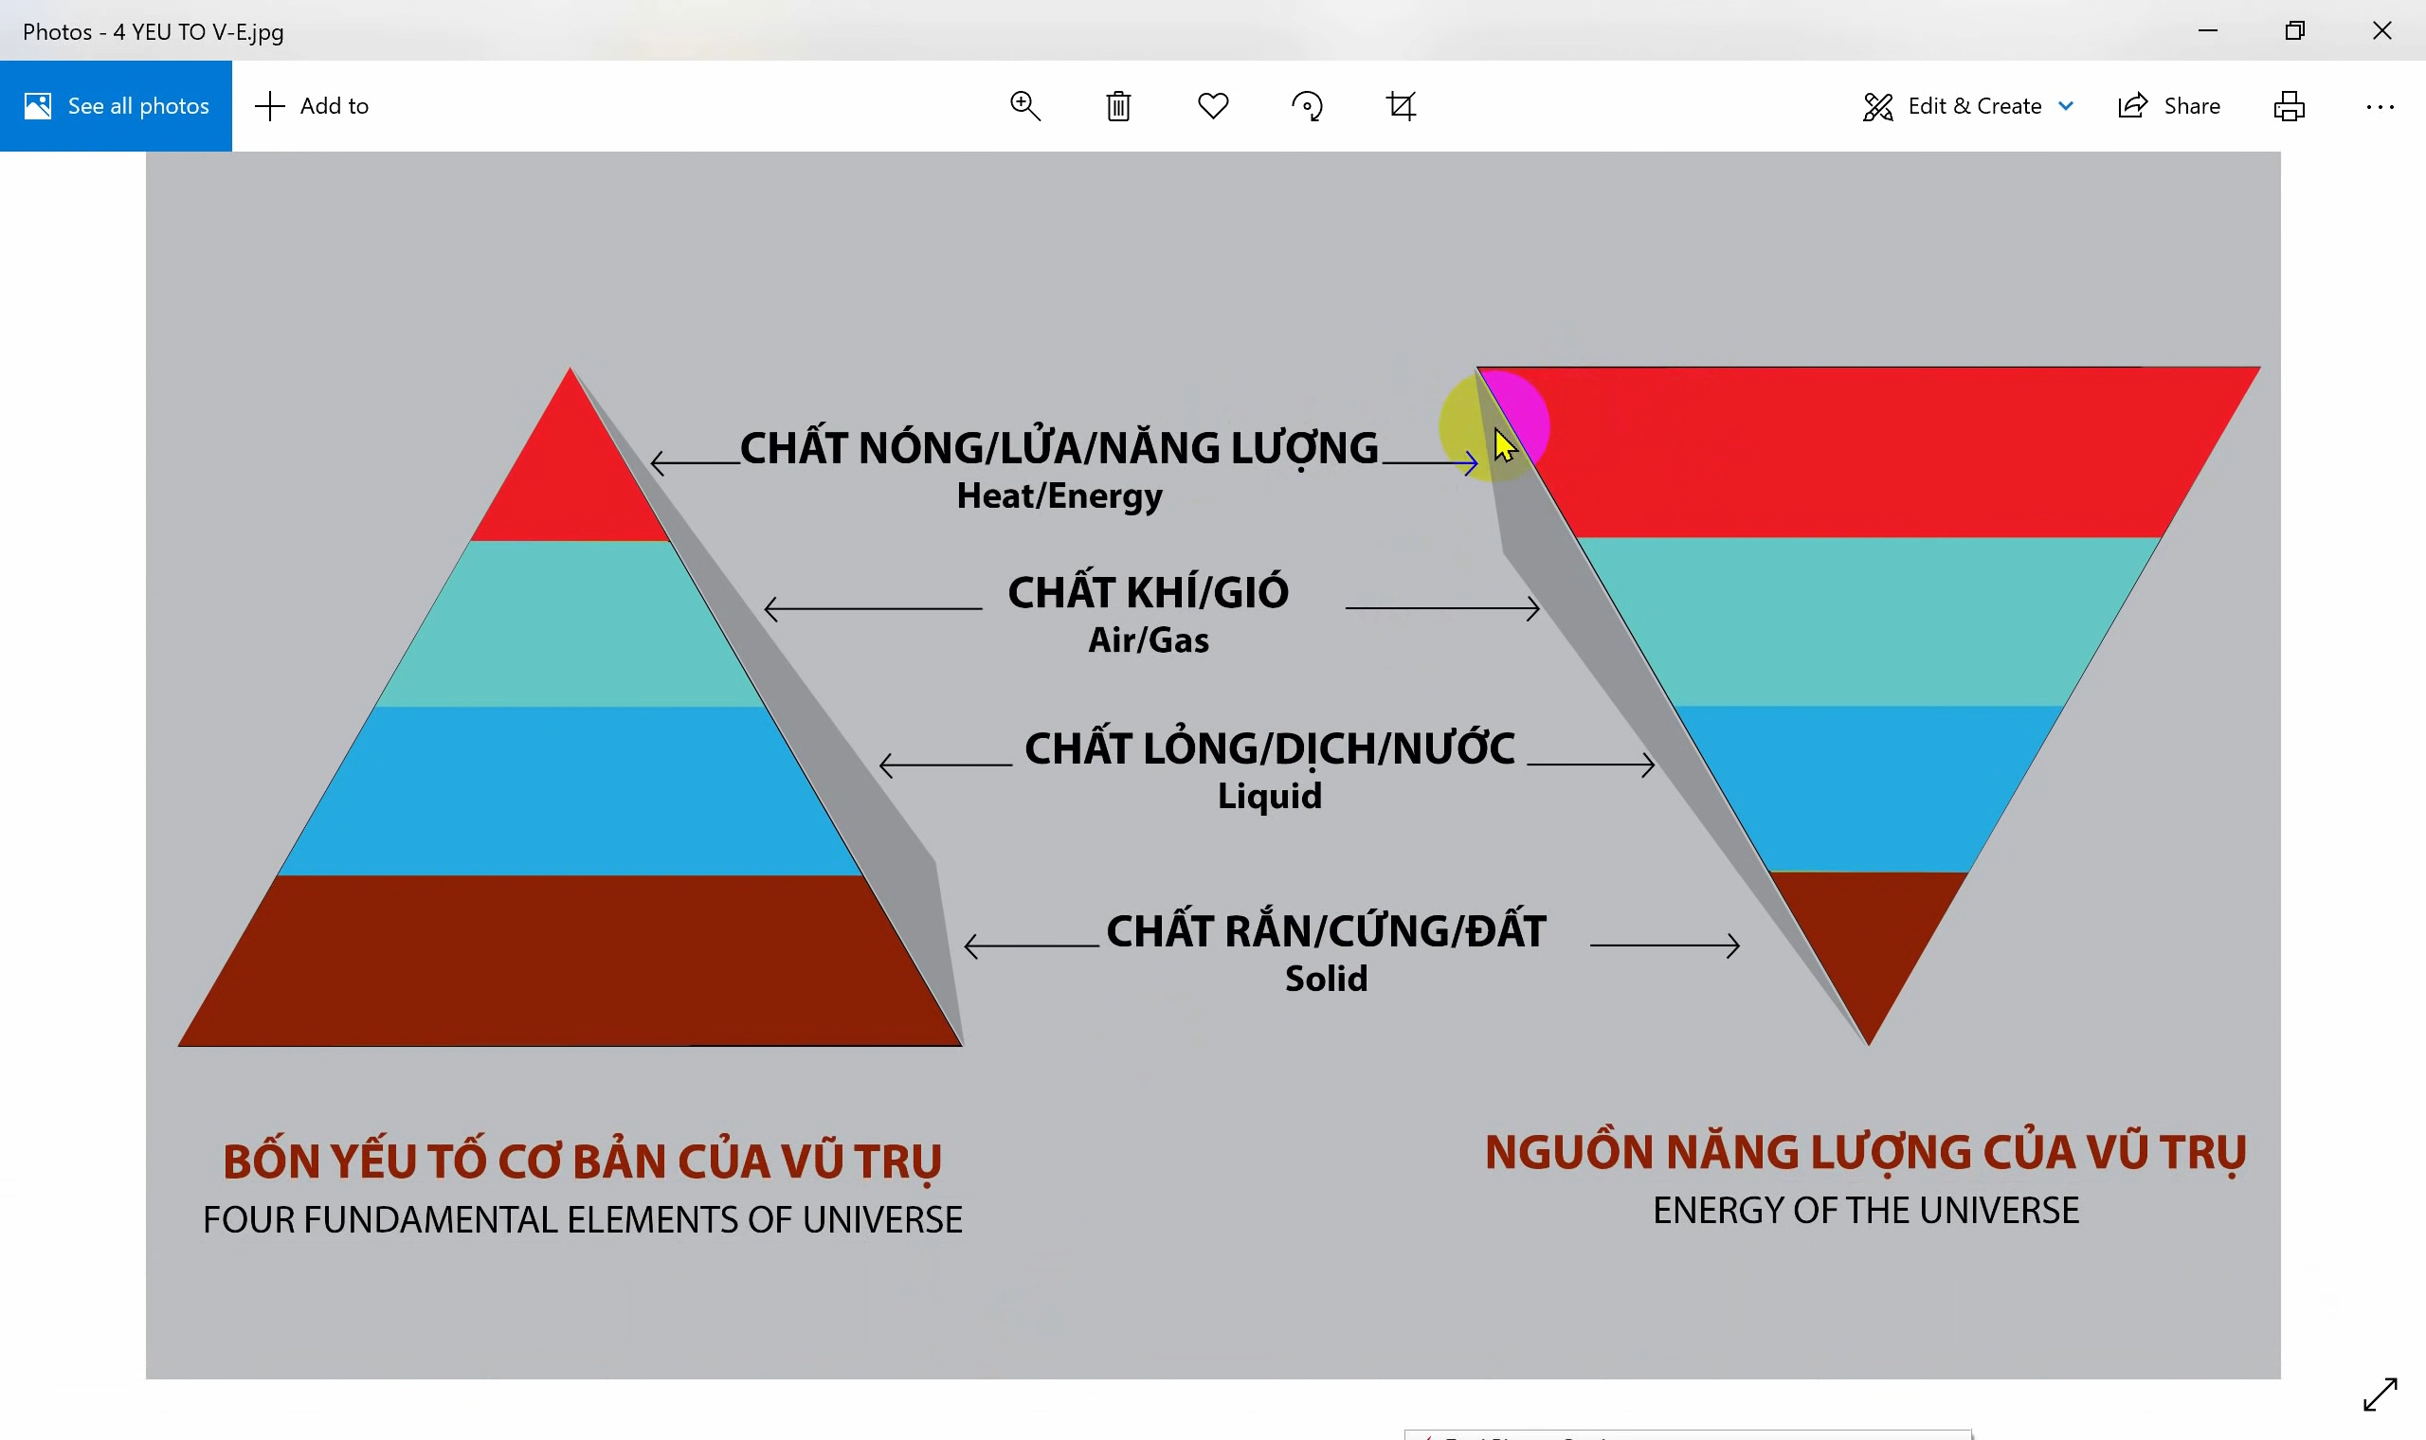 Photos - 4 YEU TO V-E.jpg
See all photos
Add to
Edit & Create
Share
CHẤT NÓNG/LỬA/NĂNG LƯỢNG
Heat/Energy
CHẤT KHÍ/GIÓ
Air/Gas
CHẤT LỎNG/DỊCH/NƯỚC
Liquid
CHẤT RẮN/CỨNG/ĐẤT
Solid
BỐN YẾU TỐ CƠ BẢN CỦA VŨ TRỤ
FOUR FUNDAMENTAL ELEMENTS OF UNIVERSE
NGUỒN NĂNG LƯỢNG CỦA VŨ TRỤ
ENERGY OF THE UNIVERSE